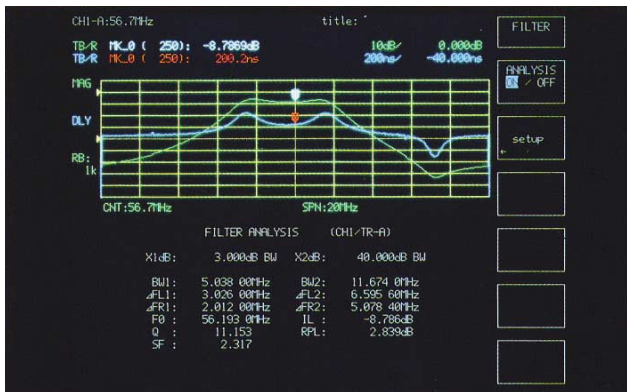 CH1-A:56.7MHz title:
FILTER
TB/R MK_0 ( 250): -8.7869dB 10dB/ 0.000dB
TB/R MK_0 ( 250): 200.2ns 200ns/ -40.000ns
MAG
ANALYSIS
ON / OFF
DLY
setup
RB:
1k
CNT:56.7MHz SPN:20MHz
FILTER ANALYSIS (CH1/TR-A)
X1dB: 3.000dB BW X2dB: 40.000dB BW
BW1: 5.038 00MHz BW2: 11.674 0MHz
⊿FL1: 3.026 00MHz ⊿FL2: 6.595 60MHz
⊿FR1: 2.012 00MHz ⊿FR2: 5.078 40MHz
F0 : 56.193 0MHz IL : -8.786dB
Q : 11.153 RPL: 2.839dB
SF : 2.317